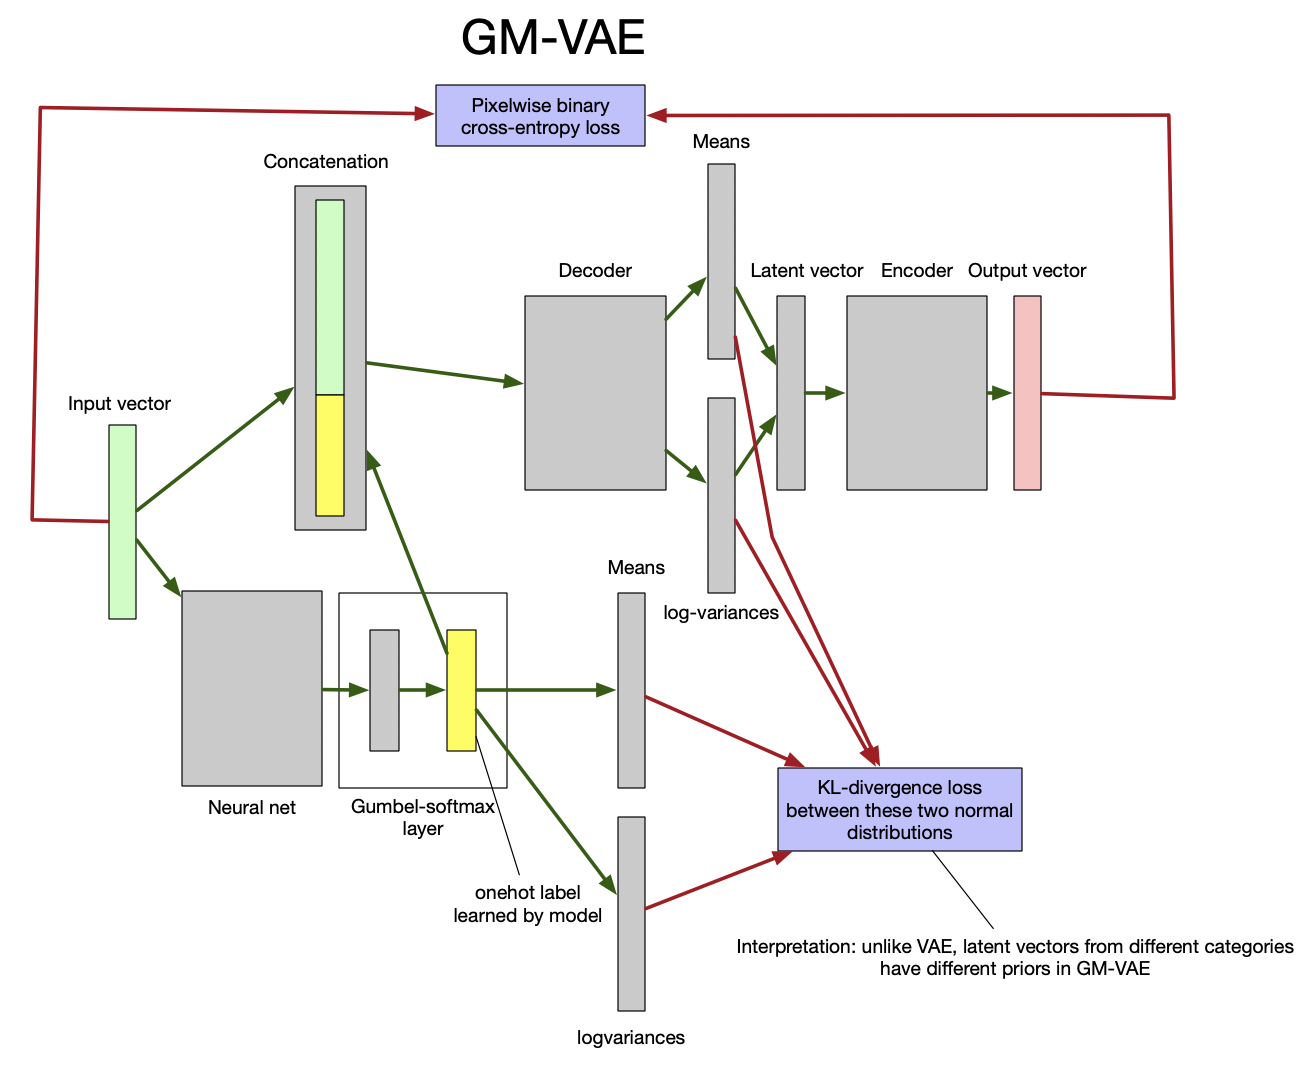 GM-VAE
Pixelwise binary
cross-entropy loss
Means
Concatenation
Decoder
Latent vector
Encoder
Output vector
Input vector
Means
log-variances
Neural net
Gumbel-softmax
layer
KL-divergence loss
between these two normal
distributions
onehot label
learned by model
Interpretation: unlike VAE, latent vectors from different categories
have different priors in GM-VAE
logvariances